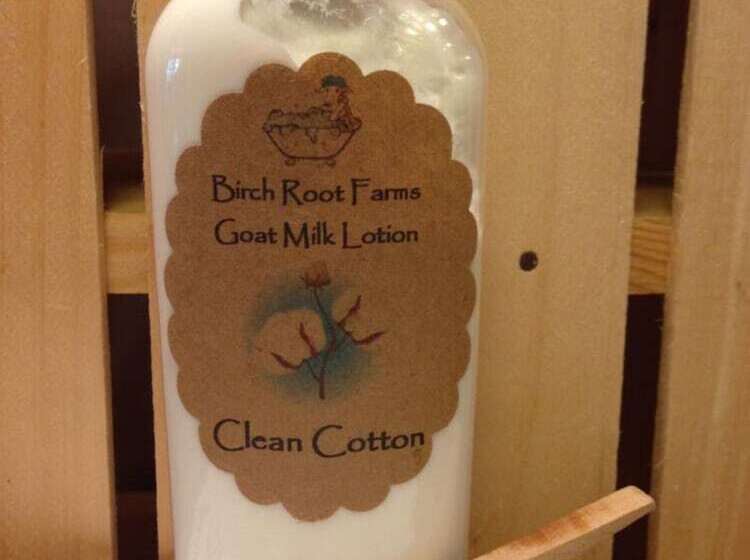 Birch Root Farms
Goat Milk Lotion
Clean Cotton